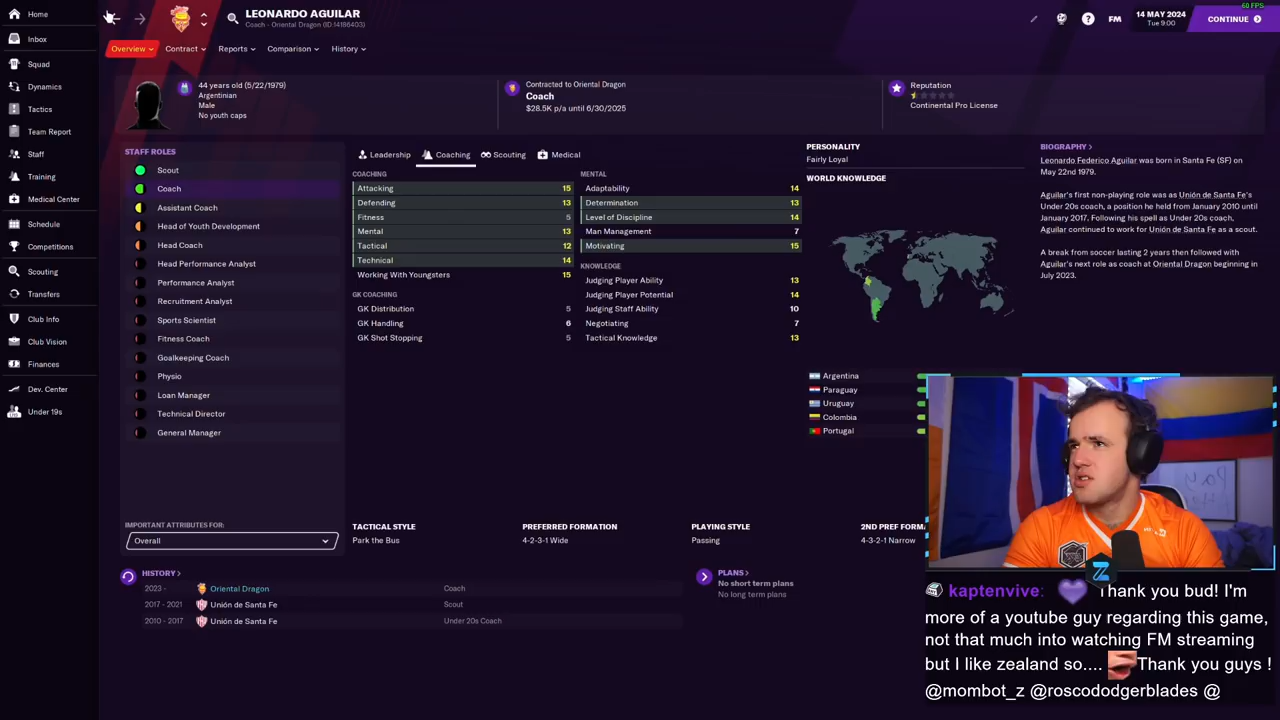 60 FPS
Home
LEONARDO AGUILAR
Coach - Oriental Dragon (ID:14186403)
FM
14 MAY 2024
Tue 9:00
CONTINUE
Inbox
Squad
Dynamics
Tactics
Team Report
Staff
Training
Medical Center
Schedule
Competitions
Scouting
Transfers
Club Info
Club Vision
Finances
Dev. Center
Under 19s
Overview
Contract
Reports
Comparison
History
44 years old (5/22/1979)
Argentinian
Male
No youth caps
Contracted to Oriental Dragon
Coach
$28.5K p/a until 6/30/2025
Reputation
Continental Pro License
STAFF ROLES
Scout
Coach
Assistant Coach
Head of Youth Development
Head Coach
Head Performance Analyst
Performance Analyst
Recruitment Analyst
Sports Scientist
Fitness Coach
Goalkeeping Coach
Physio
Loan Manager
Technical Director
General Manager
IMPORTANT ATTRIBUTES FOR:
Overall
Leadership
Coaching
Scouting
Medical
COACHING
Attacking 15
Defending 13
Fitness 5
Mental 13
Tactical 12
Technical 14
Working With Youngsters 15
GK COACHING
GK Distribution 5
GK Handling 6
GK Shot Stopping 5
MENTAL
Adaptability 14
Determination 13
Level of Discipline 14
Man Management 7
Motivating 15
KNOWLEDGE
Judging Player Ability 13
Judging Player Potential 14
Judging Staff Ability 10
Negotiating 7
Tactical Knowledge 13
PERSONALITY
Fairly Loyal
WORLD KNOWLEDGE
Argentina
Paraguay
Uruguay
Colombia
Portugal
BIOGRAPHY
Leonardo Federico Aguilar was born in Santa Fe (SF) on
May 22nd 1979.
Aguilar's first non-playing role was as Unión de Santa Fe's
Under 20s coach, a position he held from January 2010 until
January 2017. Following his spell as Under 20s coach,
Aguilar continued to work for Unión de Santa Fe as a scout.
A break from soccer lasting 2 years then followed with
Aguilar's next role as coach at Oriental Dragon beginning in
July 2023.
TACTICAL STYLE
Park the Bus
PREFERRED FORMATION
4-2-3-1 Wide
PLAYING STYLE
Passing
2ND PREF FORMA
4-3-2-1 Narrow
HISTORY
2023 - Oriental Dragon Coach
2017 - 2021 Unión de Santa Fe Scout
2010 - 2017 Unión de Santa Fe Under 20s Coach
PLANS
No short term plans
No long term plans
kaptenvive: Thank you bud! I'm
more of a youtube guy regarding this game,
not that much into watching FM streaming
but I like zealand so.... Thank you guys !
@mombot_z @roscododgerblades @